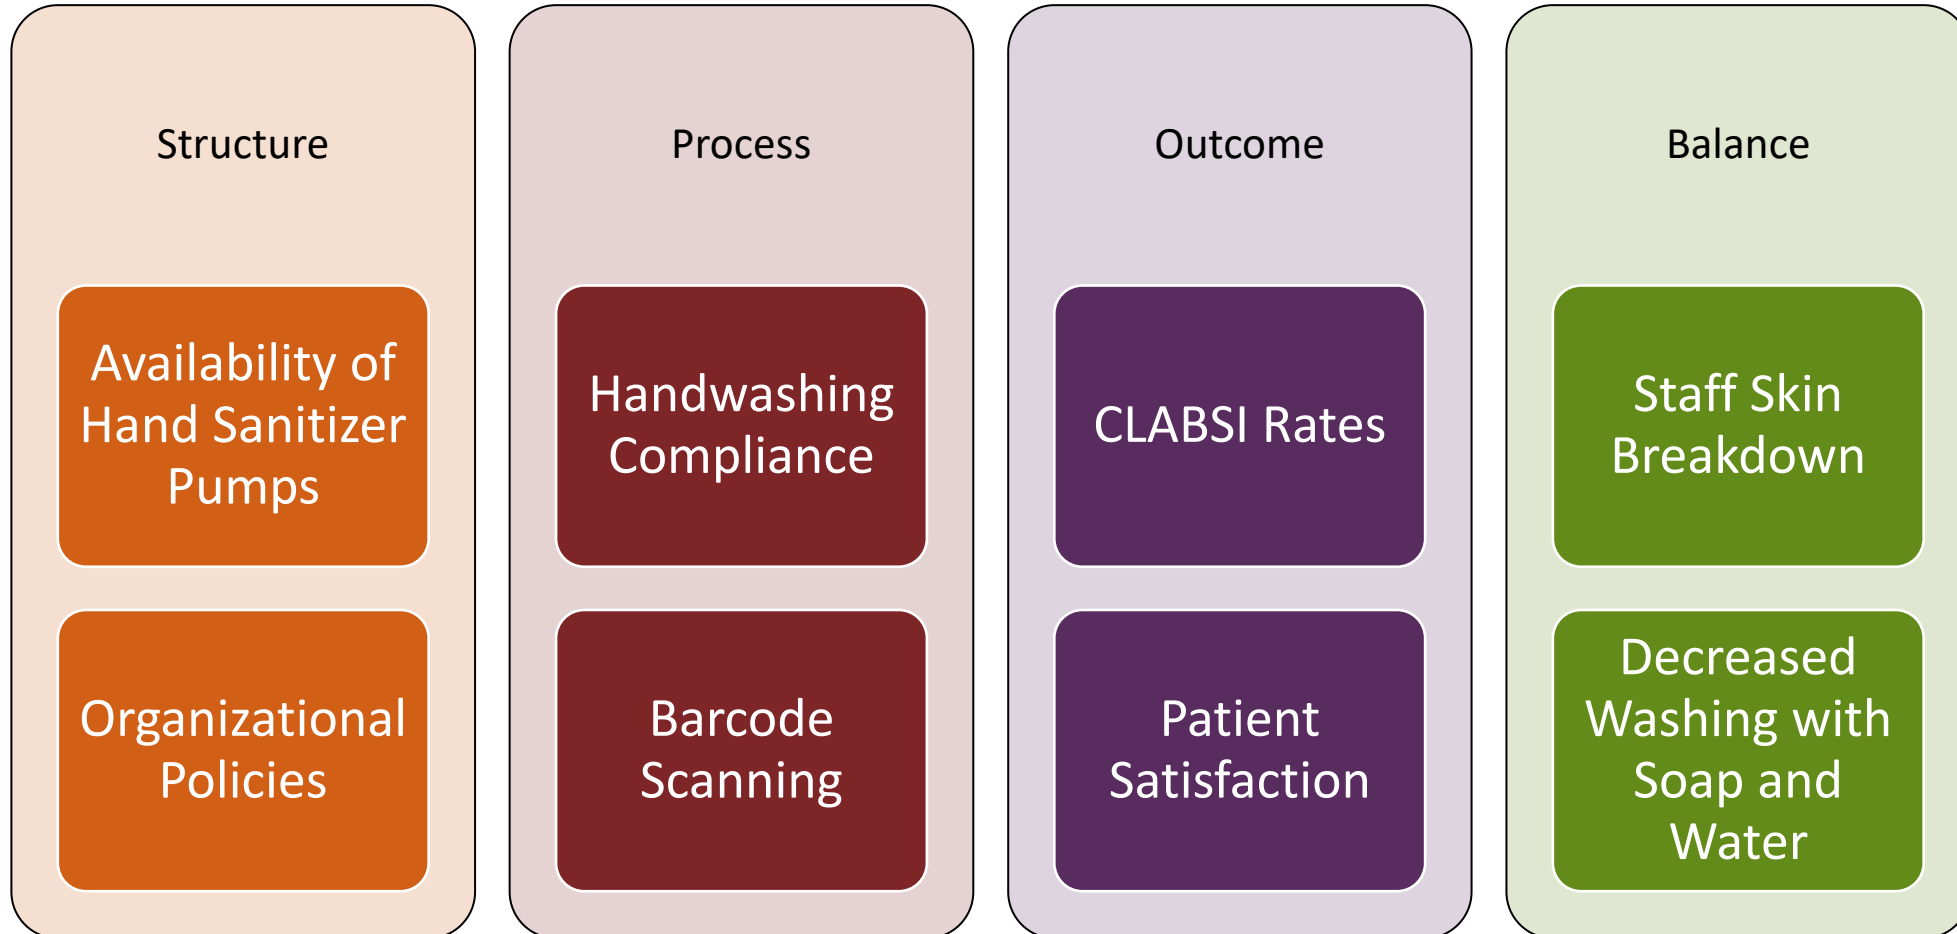 Structure
Availability of
Hand Sanitizer
Pumps
Organizational
Policies
Process
Handwashing
Compliance
Barcode
Scanning
Outcome
CLABSI Rates
Patient
Satisfaction
Balance
Staff Skin
Breakdown
Decreased
Washing with
Soap and
Water